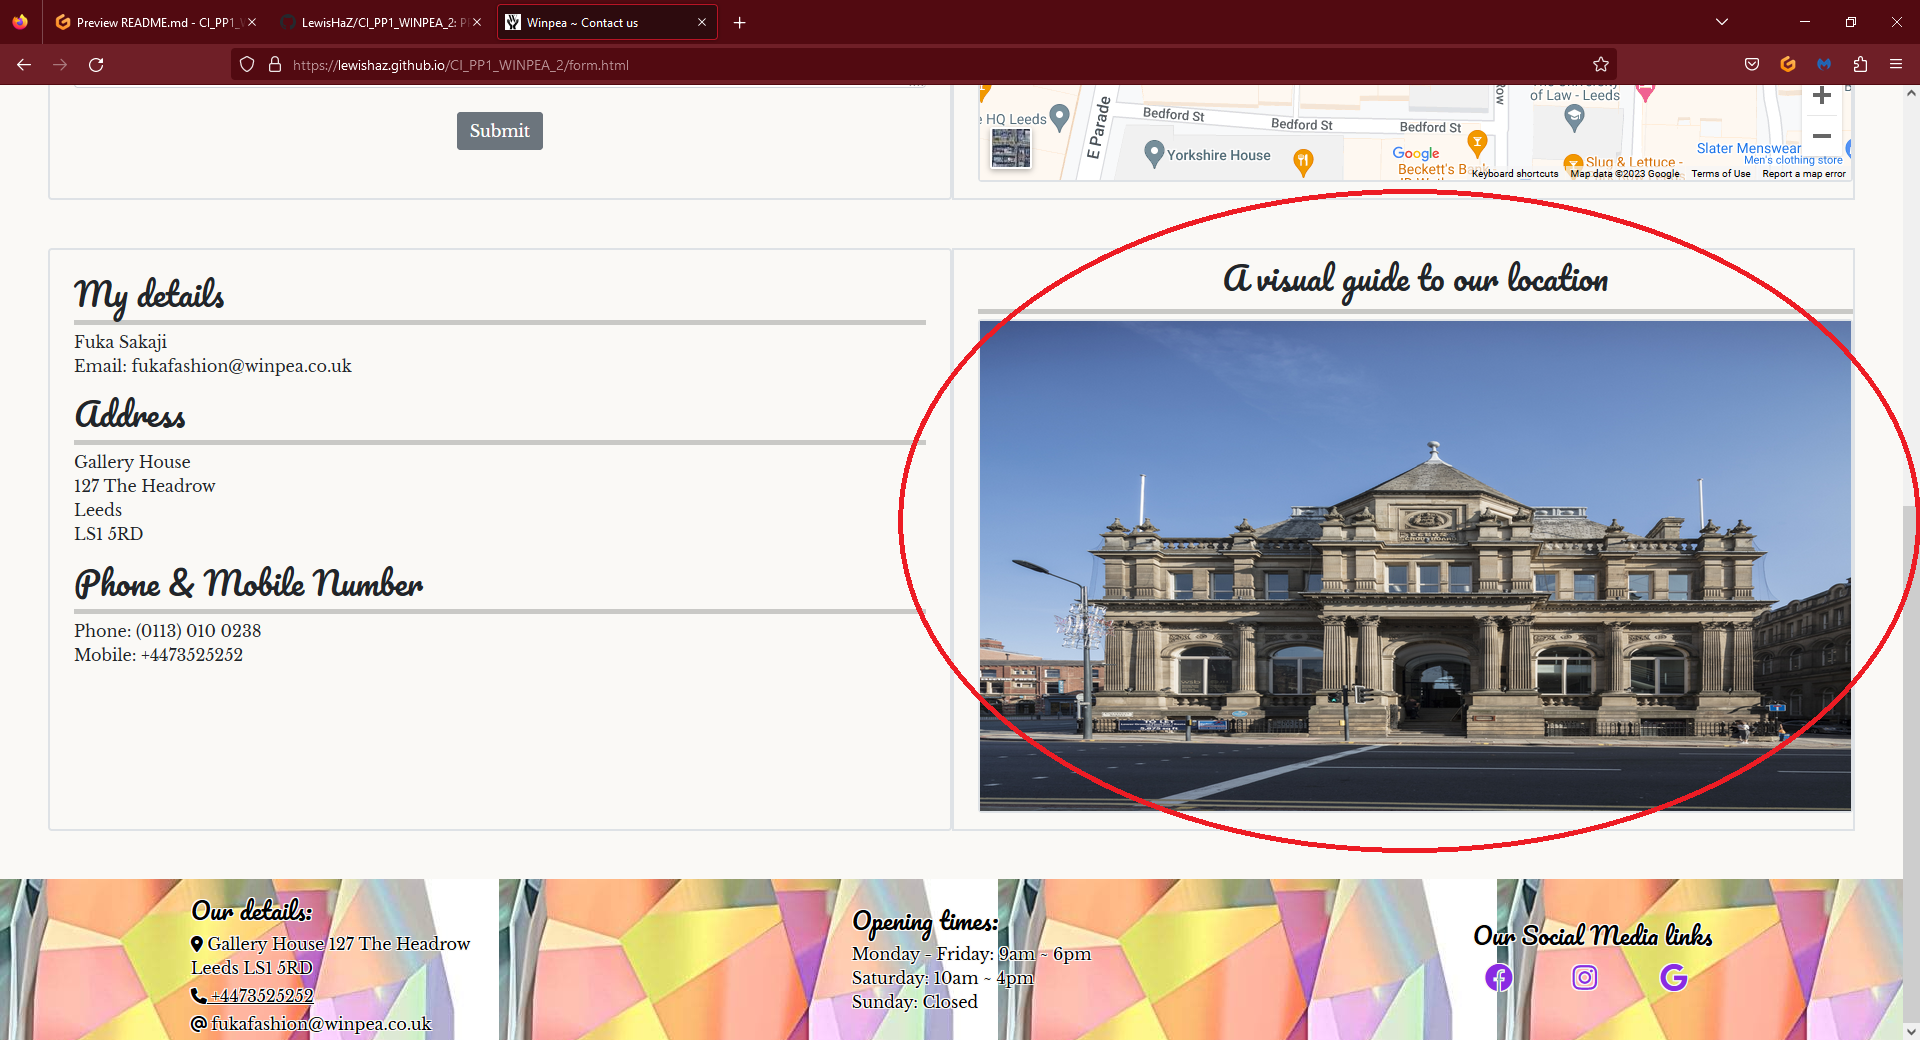 Preview README.md - CI_PP1_
LewisHaZ/CI_PP1_WINPEA_2: P
Winpea ~ Contact us
https://lewishaz.github.io/CI_PP1_WINPEA_2/form.html
Submit
of Law - Leeds
Row
HQ Leeds
E Parade
Bedford St
Bedford St
Bedford St
Yorkshire House
Google
Beckett's
Slater Menswear
Men's clothing store
Slug & Lettuce -
Keyboard shortcuts
Map data ©2023 Google
Terms of Use
Report a map error
My details
Fuka Sakaji
Email: fukafashion@winpea.co.uk
Address
Gallery House
127 The Headrow
Leeds
LS1 5RD
Phone & Mobile Number
Phone: (0113) 010 0238
Mobile: +4473525252
A visual guide to our location
Our details:
Gallery House 127 The Headrow
Leeds LS1 5RD
+4473525252
fukafashion@winpea.co.uk
Opening times:
Monday - Friday: 9am ~ 6pm
Saturday: 10am ~ 4pm
Sunday: Closed
Our Social Media links